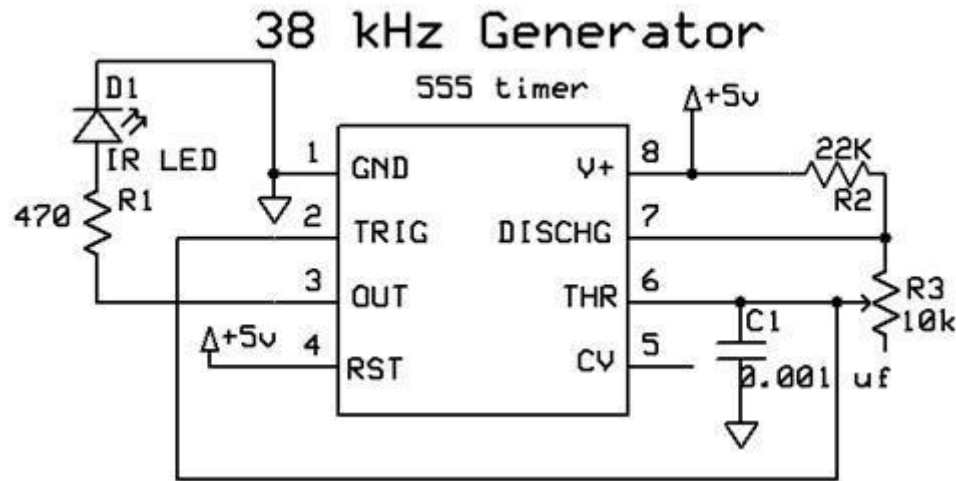 38 kHz Generator
555 timer
D1
IR LED
470
R1
+5v
22K
R2
1
GND
V+
8
2
TRIG
DISCHG
7
3
OUT
THR
6
R3
10k
C1
0.001 uf
+5v
4
RST
CV
5